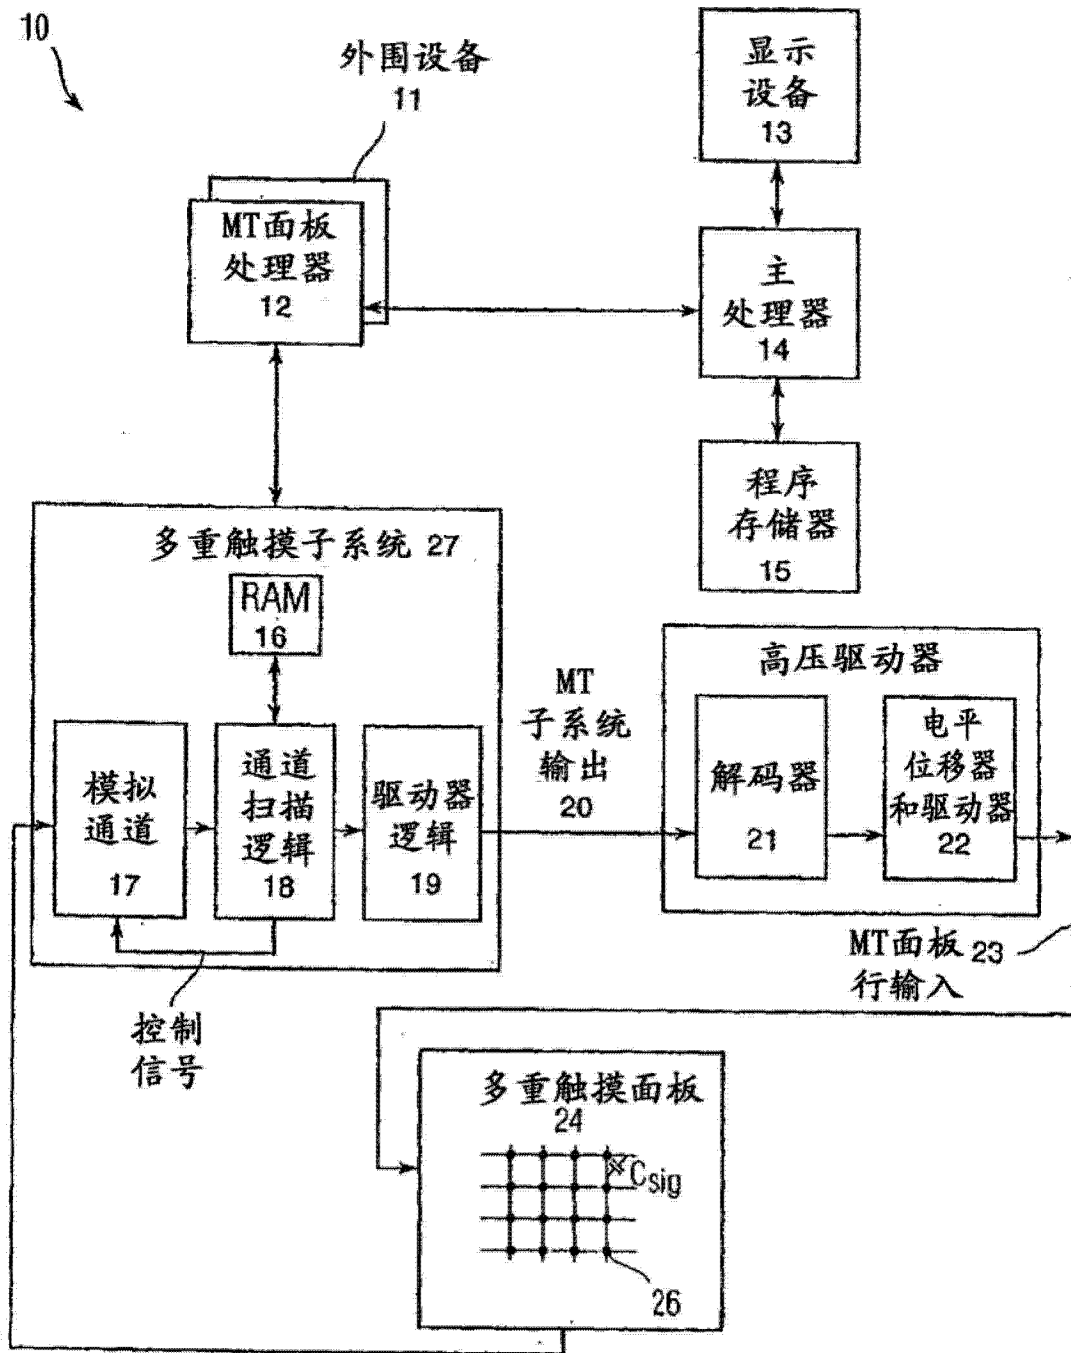 10
外围设备
11
显示
设备
13
MT面板
处理器
12
主
处理器
14
程序
存储器
15
多重触摸子系统 27
RAM
16
模拟
通道
17
通道
扫描
逻辑
18
驱动器
逻辑
19
控制
信号
MT
子系统
输出
20
高压驱动器
解码器
21
电平
位移器
和驱动器
22
MT面板 23
行输入
多重触摸面板
24
Csig
26